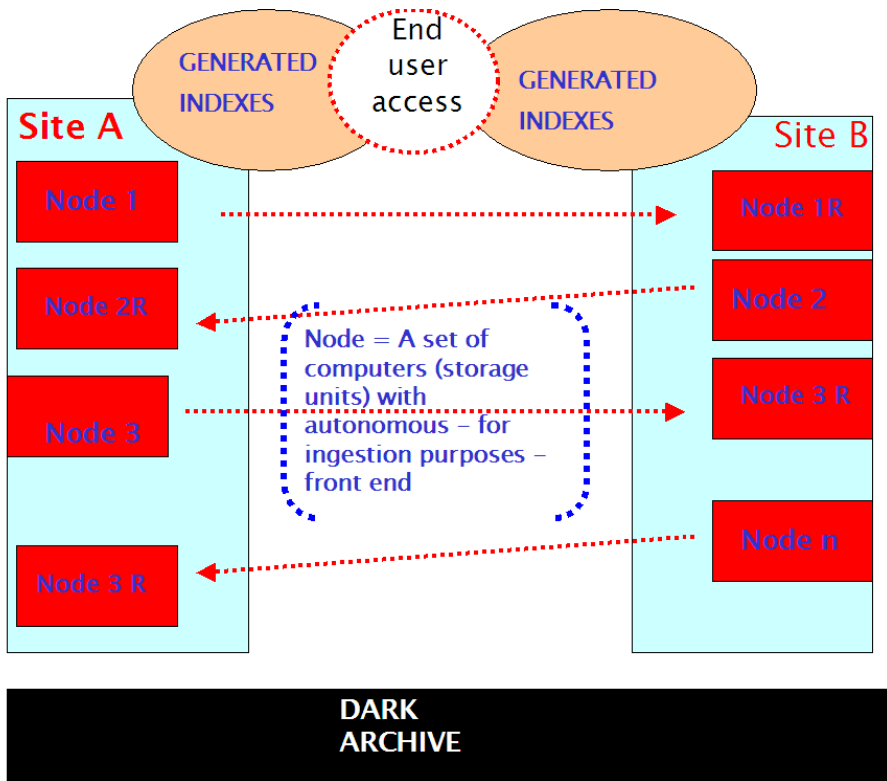 End
user
access
GENERATED
INDEXES
GENERATED
INDEXES
Site A
Site B
Node 1
Node 1R
Node 2R
Node 2
Node = A set of
computers (storage
units) with
autonomous – for
ingestion purposes –
front end
Node 3
Node 3 R
Node 3 R
Node n
DARK
ARCHIVE